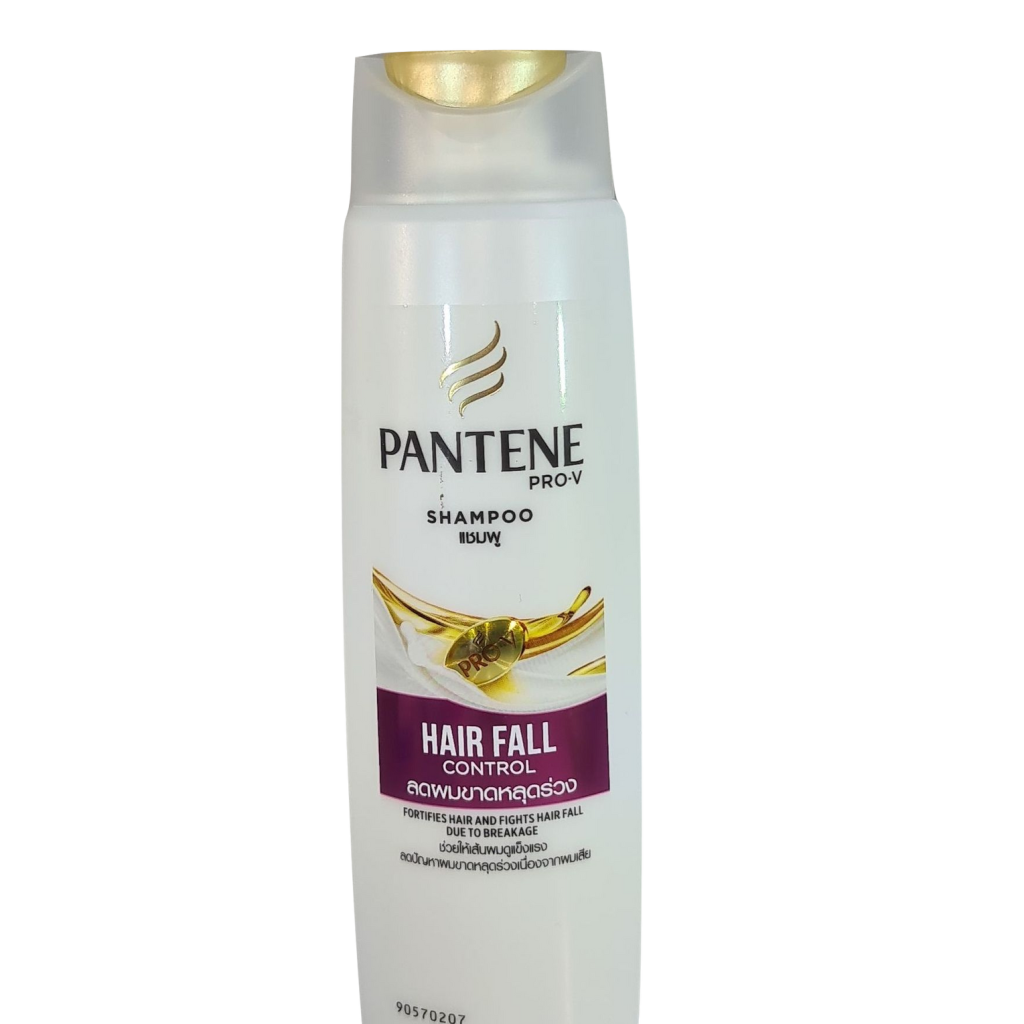 PANTENE
PRO-V
SHAMPOO
แชมพู
PRO-V
HAIR FALL
CONTROL
ลดผมขาดหลุดร่วง
FORTIFIES HAIR AND FIGHTS HAIR FALL
DUE TO BREAKAGE
ช่วยให้เส้นผมดูแข็งแรง
ลดปัญหาผมขาดหลุดร่วงเนื่องจากผมเสีย
90570207